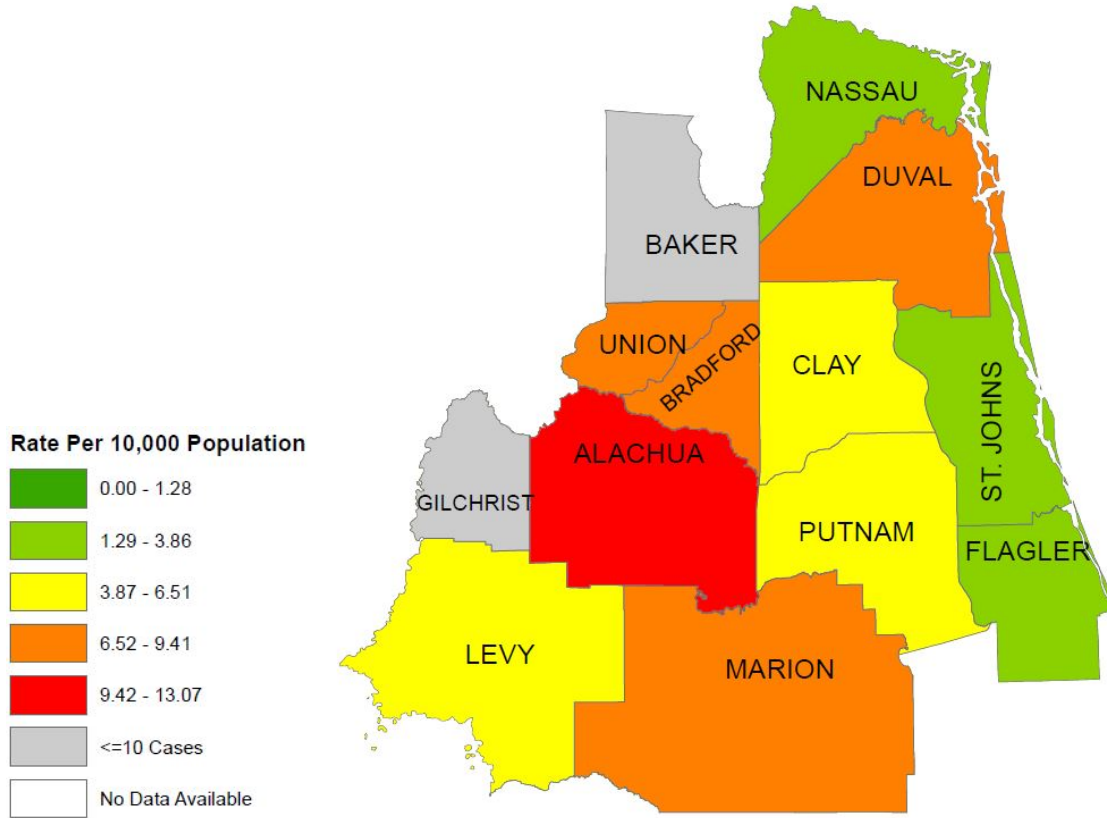 NASSAU
DUVAL
BAKER
UNION
BRADFORD
CLAY
ST. JOHNS
ALACHUA
GILCHRIST
PUTNAM
FLAGLER
LEVY
MARION
Rate Per 10,000 Population
0.00 - 1.28
1.29 - 3.86
3.87 - 6.51
6.52 - 9.41
9.42 - 13.07
<=10 Cases
No Data Available